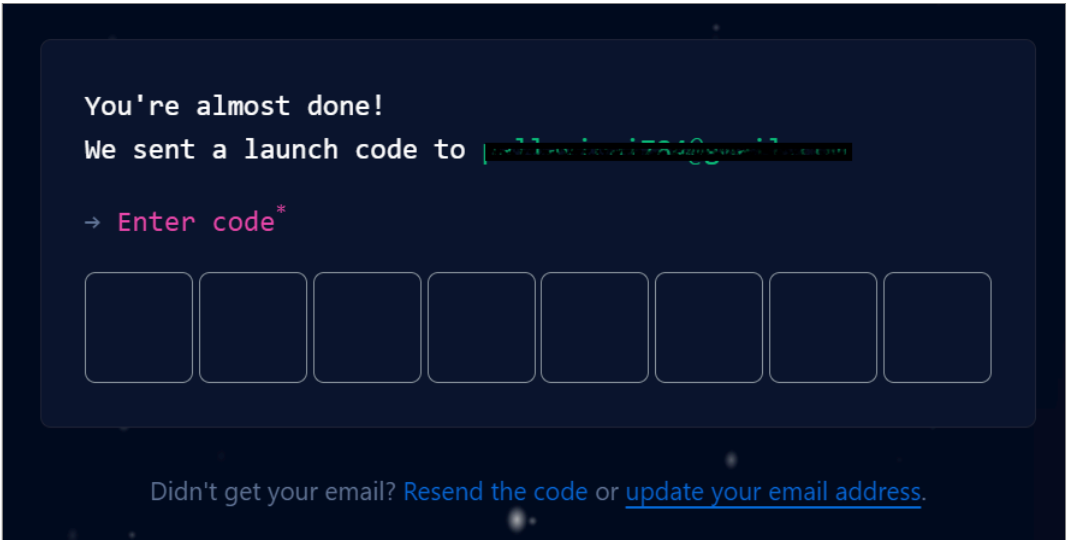 You're almost done!
We sent a launch code to
→ Enter code*
Didn't get your email? Resend the code or update your email address.